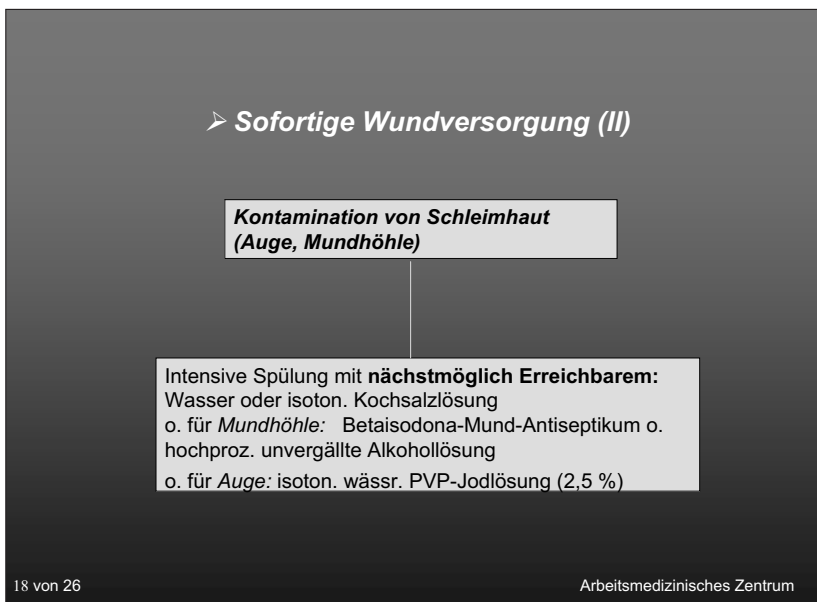 ➢ Sofortige Wundversorgung (II)
Kontamination von Schleimhaut
(Auge, Mundhöhle)
Intensive Spülung mit nächstmöglich Erreichbarem:
Wasser oder isoton. Kochsalzlösung
o. für Mundhöhle: Betaisodona-Mund-Antiseptikum o.
hochproz. unvergällte Alkohollösung
o. für Auge: isoton. wässr. PVP-Jodlösung (2,5 %)
18 von 26
Arbeitsmedizinisches Zentrum